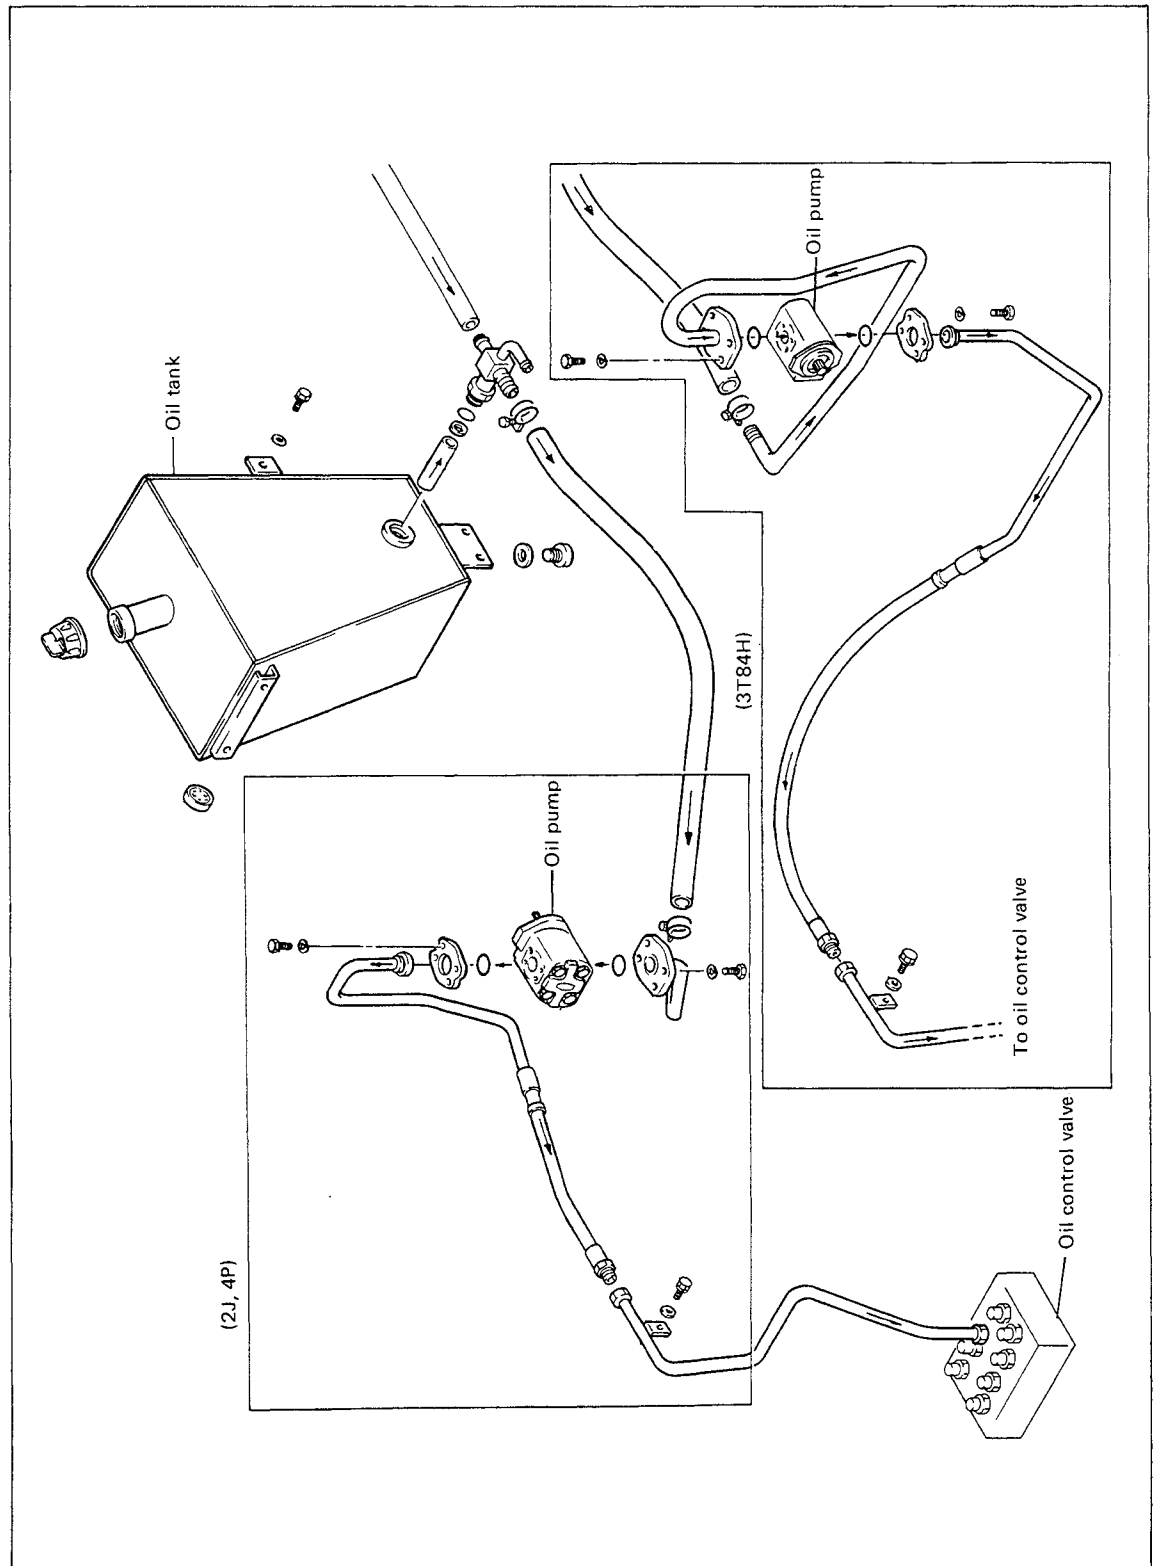 Oil tank
Oil pump
(3T84H)
Oil pump
To oil control valve
(2J, 4P)
Oil control valve